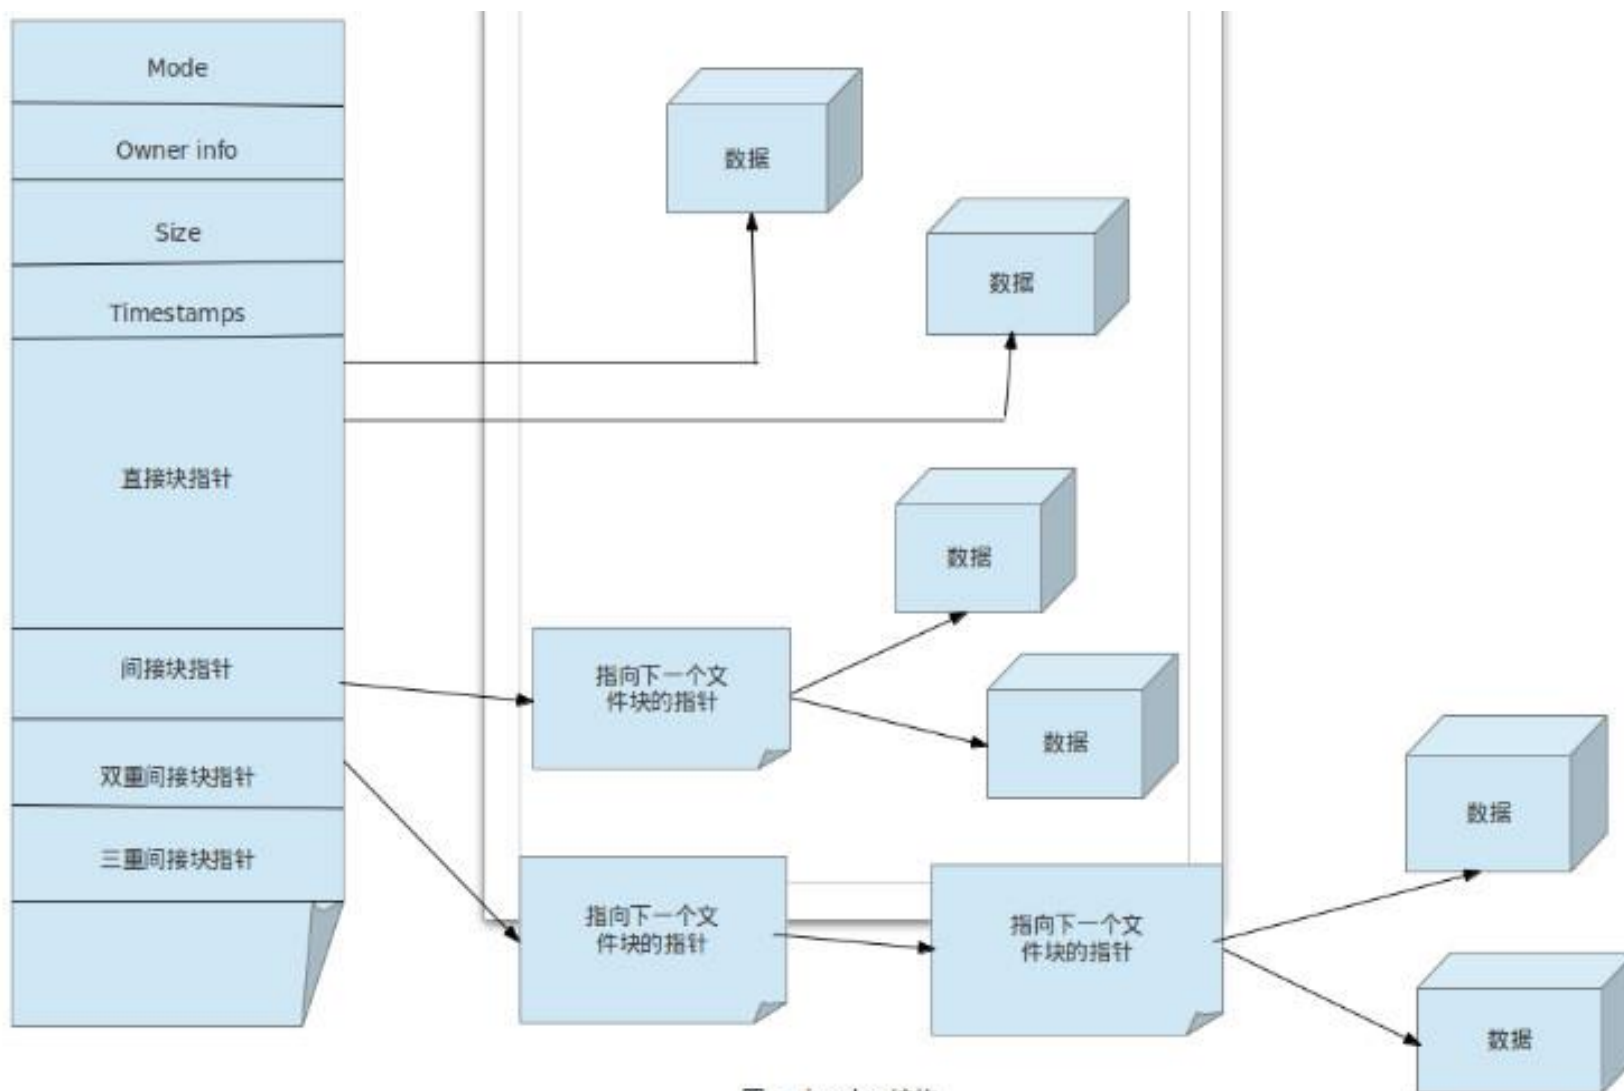 Mode
Owner info
Size
Timestamps
直接块指针
间接块指针
双重间接块指针
三重间接块指针
数据
数据
数据
指向下一个文
件块的指针
数据
指向下一个文
件块的指针
指向下一个文
件块的指针
数据
数据